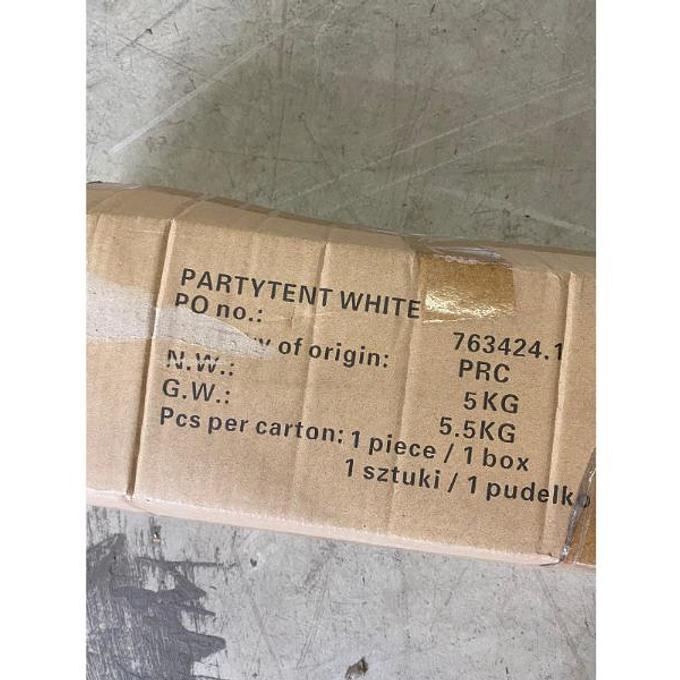 PARTYTENT WHITE
PO no.: 763424.1
y of origin: PRC
N.W.: 5KG
G.W.: 5.5KG
Pcs per carton: 1 piece / 1 box
1 sztuki / 1 pudelko